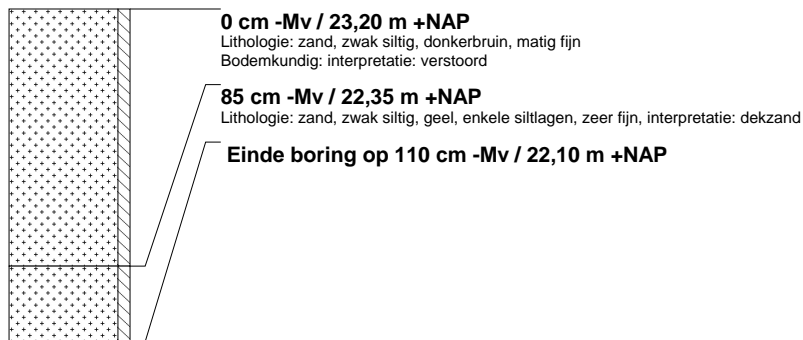 0 cm -Mv / 23,20 m +NAP
Lithologie: zand, zwak siltig, donkerbruin, matig fijn
Bodemkundig: interpretatie: verstoord
85 cm -Mv / 22,35 m +NAP
Lithologie: zand, zwak siltig, geel, enkele siltlagen, zeer fijn, interpretatie: dekzand
Einde boring op 110 cm -Mv / 22,10 m +NAP